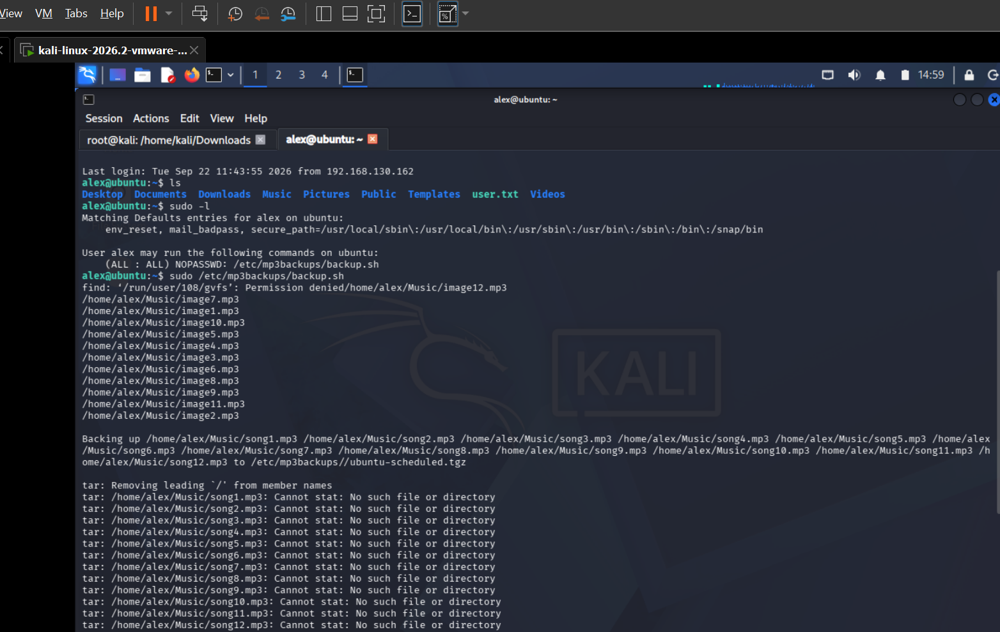 View VM Tabs Help
kali-linux-2026.2-vmware-...
1 2 3 4 14:59
alex@ubuntu: ~
Session Actions Edit View Help
root@kali: /home/kali/Downloads alex@ubuntu: ~
Last login: Tue Sep 22 11:43:55 2026 from 192.168.130.162
alex@ubuntu:~$ ls
Desktop Documents Downloads Music Pictures Public Templates user.txt Videos
alex@ubuntu:~$ sudo -l
Matching Defaults entries for alex on ubuntu:
    env_reset, mail_badpass, secure_path=/usr/local/sbin\:/usr/local/bin\:/usr/sbin\:/usr/bin\:/sbin\:/bin\:/snap/bin
User alex may run the following commands on ubuntu:
    (ALL : ALL) NOPASSWD: /etc/mp3backups/backup.sh
alex@ubuntu:~$ sudo /etc/mp3backups/backup.sh
find: ‘/run/user/108/gvfs’: Permission denied/home/alex/Music/image12.mp3
/home/alex/Music/image7.mp3
/home/alex/Music/image1.mp3
/home/alex/Music/image10.mp3
/home/alex/Music/image5.mp3
/home/alex/Music/image4.mp3
/home/alex/Music/image3.mp3
/home/alex/Music/image6.mp3
/home/alex/Music/image8.mp3
/home/alex/Music/image9.mp3
/home/alex/Music/image11.mp3
/home/alex/Music/image2.mp3
KALI
Backing up /home/alex/Music/song1.mp3 /home/alex/Music/song2.mp3 /home/alex/Music/song3.mp3 /home/alex/Music/song4.mp3 /home/alex/Music/song5.mp3 /home/alex
/Music/song6.mp3 /home/alex/Music/song7.mp3 /home/alex/Music/song8.mp3 /home/alex/Music/song9.mp3 /home/alex/Music/song10.mp3 /home/alex/Music/song11.mp3 /h
ome/alex/Music/song12.mp3 to /etc/mp3backups//ubuntu-scheduled.tgz
tar: Removing leading `/' from member names
tar: /home/alex/Music/song1.mp3: Cannot stat: No such file or directory
tar: /home/alex/Music/song2.mp3: Cannot stat: No such file or directory
tar: /home/alex/Music/song3.mp3: Cannot stat: No such file or directory
tar: /home/alex/Music/song4.mp3: Cannot stat: No such file or directory
tar: /home/alex/Music/song5.mp3: Cannot stat: No such file or directory
tar: /home/alex/Music/song6.mp3: Cannot stat: No such file or directory
tar: /home/alex/Music/song7.mp3: Cannot stat: No such file or directory
tar: /home/alex/Music/song8.mp3: Cannot stat: No such file or directory
tar: /home/alex/Music/song9.mp3: Cannot stat: No such file or directory
tar: /home/alex/Music/song10.mp3: Cannot stat: No such file or directory
tar: /home/alex/Music/song11.mp3: Cannot stat: No such file or directory
tar: /home/alex/Music/song12.mp3: Cannot stat: No such file or directory